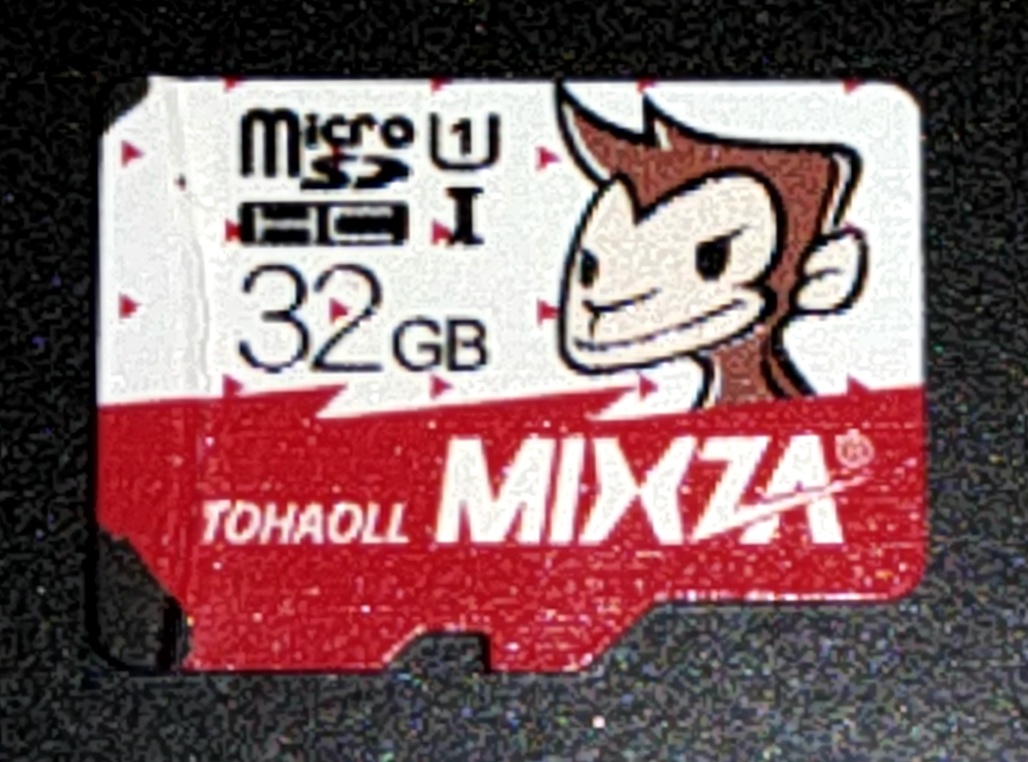 Micro SD U1
HC I
32GB
TOHAOLL MIXZA®